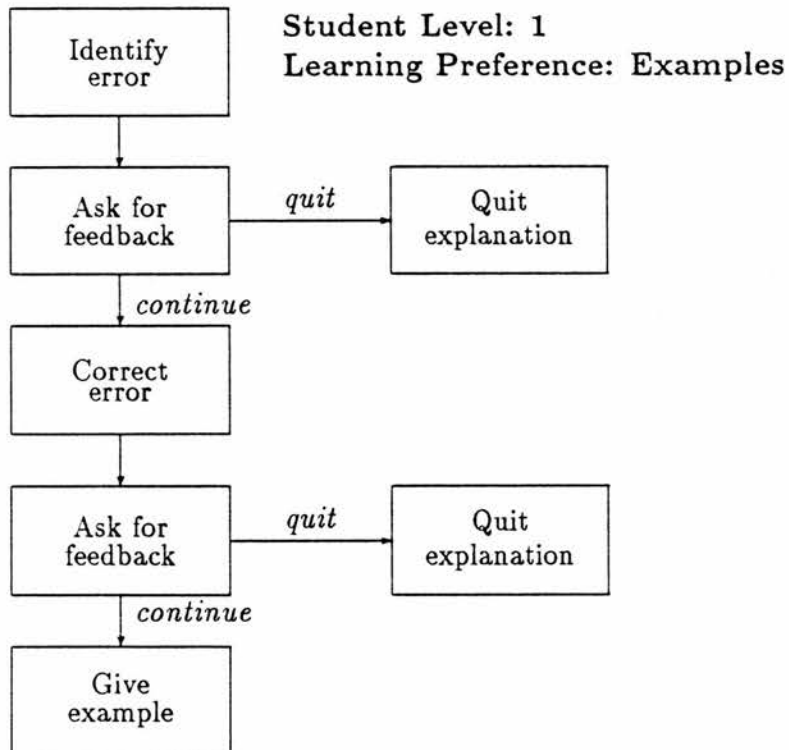 Identify
error
Student Level: 1
Learning Preference: Examples
Ask for
feedback
quit
Quit
explanation
continue
Correct
error
Ask for
feedback
quit
Quit
explanation
continue
Give
example